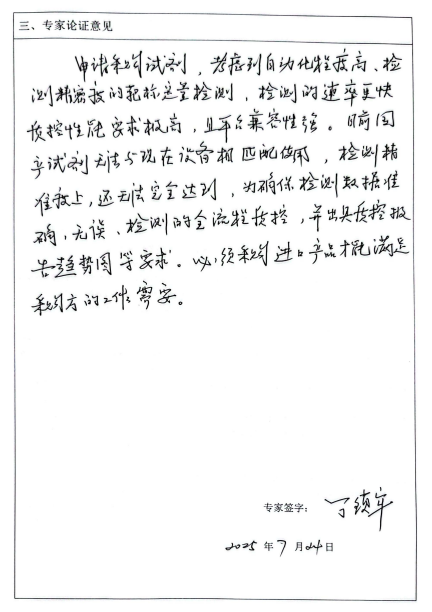 三、专家论证意见
申请采购试剂，考虑到自动化程度高、检
测精密度的靶标定量检测，检测的速率更快
质控性能要求极高，且平台兼容性强。目前国
产试剂无法与现在设备相匹配使用，检测精
准度上，还无法完全达到，为确保检测数据准
确，无误、检测的全流程质控，并出具质控报
告趋势图等要求。必须采购进口产品才能满足
采购方的工作需要。
专家签字：
2025 年 7 月 24 日